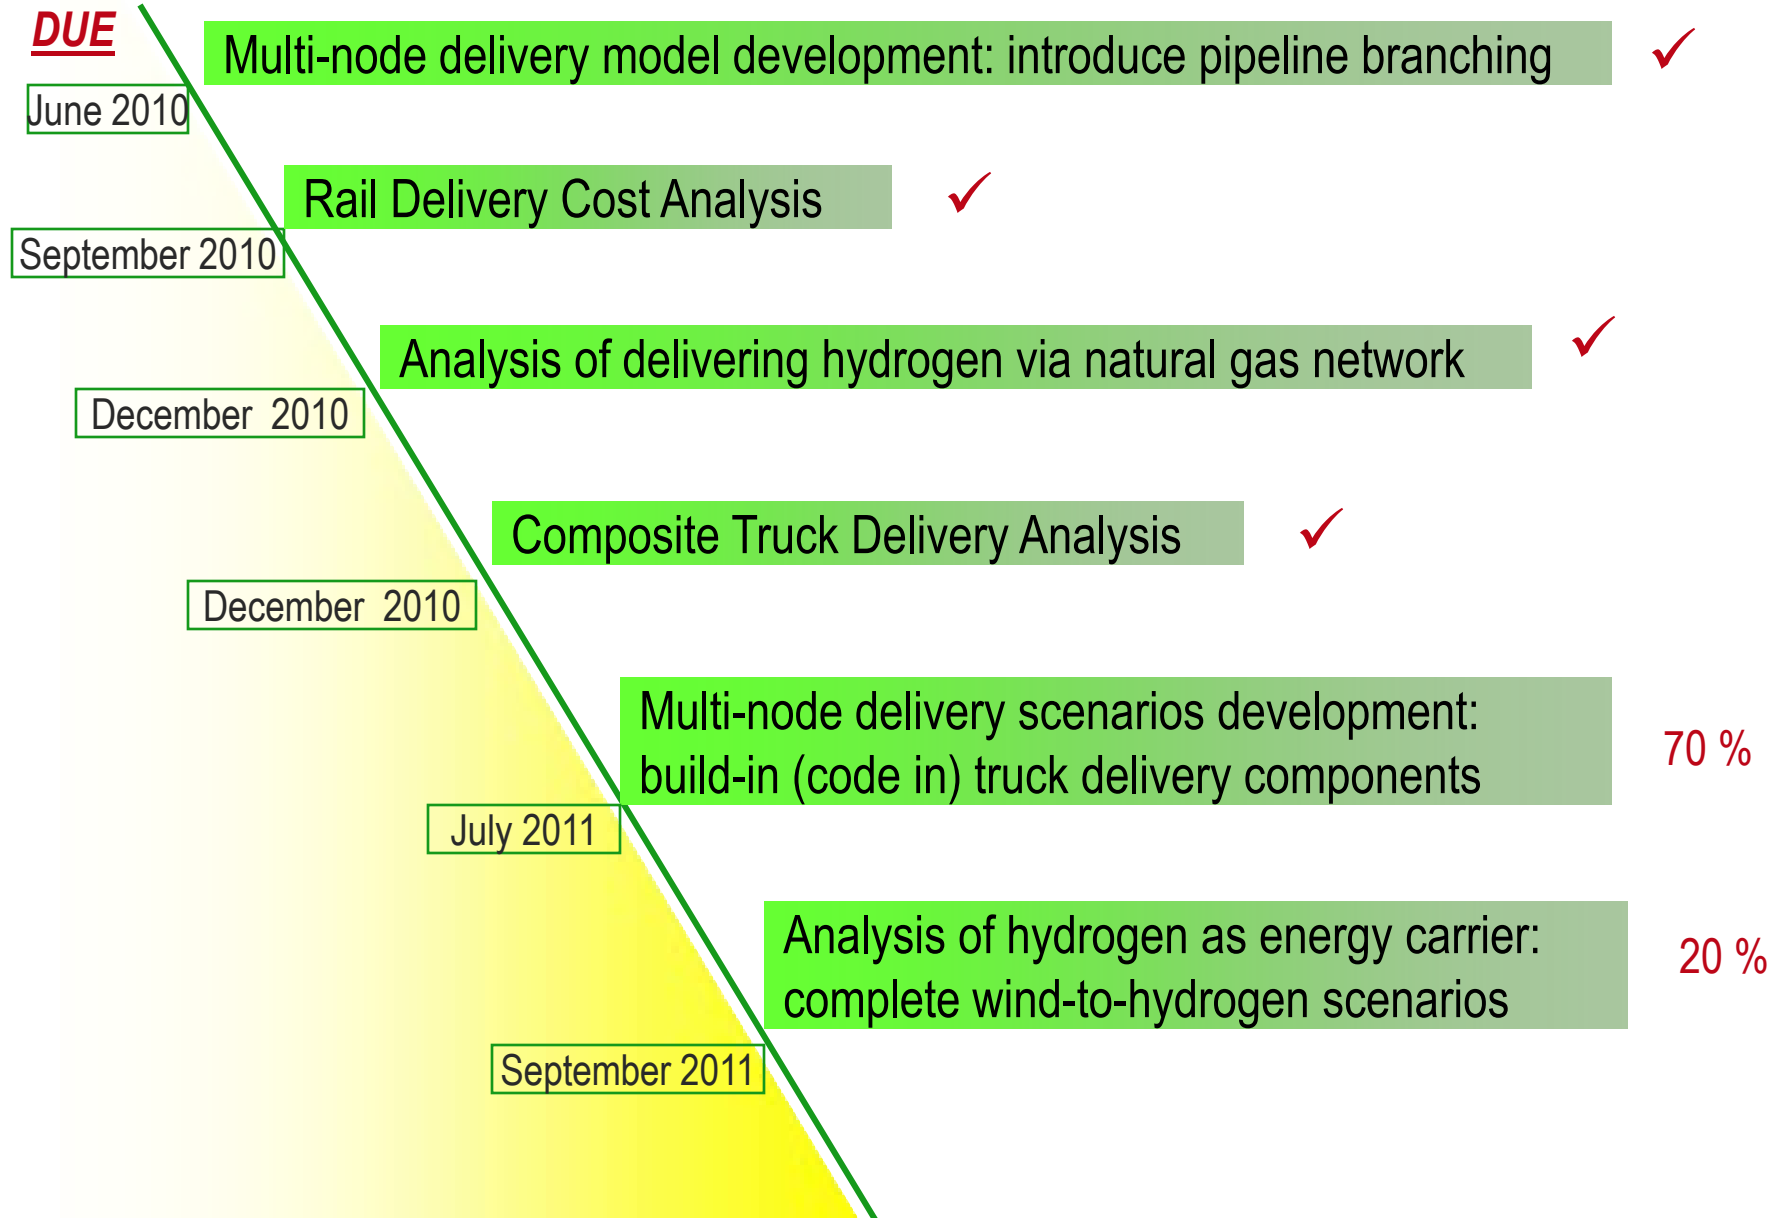 DUE
Multi-node delivery model development: introduce pipeline branching ✓
June 2010
Rail Delivery Cost Analysis ✓
September 2010
Analysis of delivering hydrogen via natural gas network ✓
December 2010
Composite Truck Delivery Analysis ✓
December 2010
Multi-node delivery scenarios development:
build-in (code in) truck delivery components
70 %
July 2011
Analysis of hydrogen as energy carrier:
complete wind-to-hydrogen scenarios
20 %
September 2011